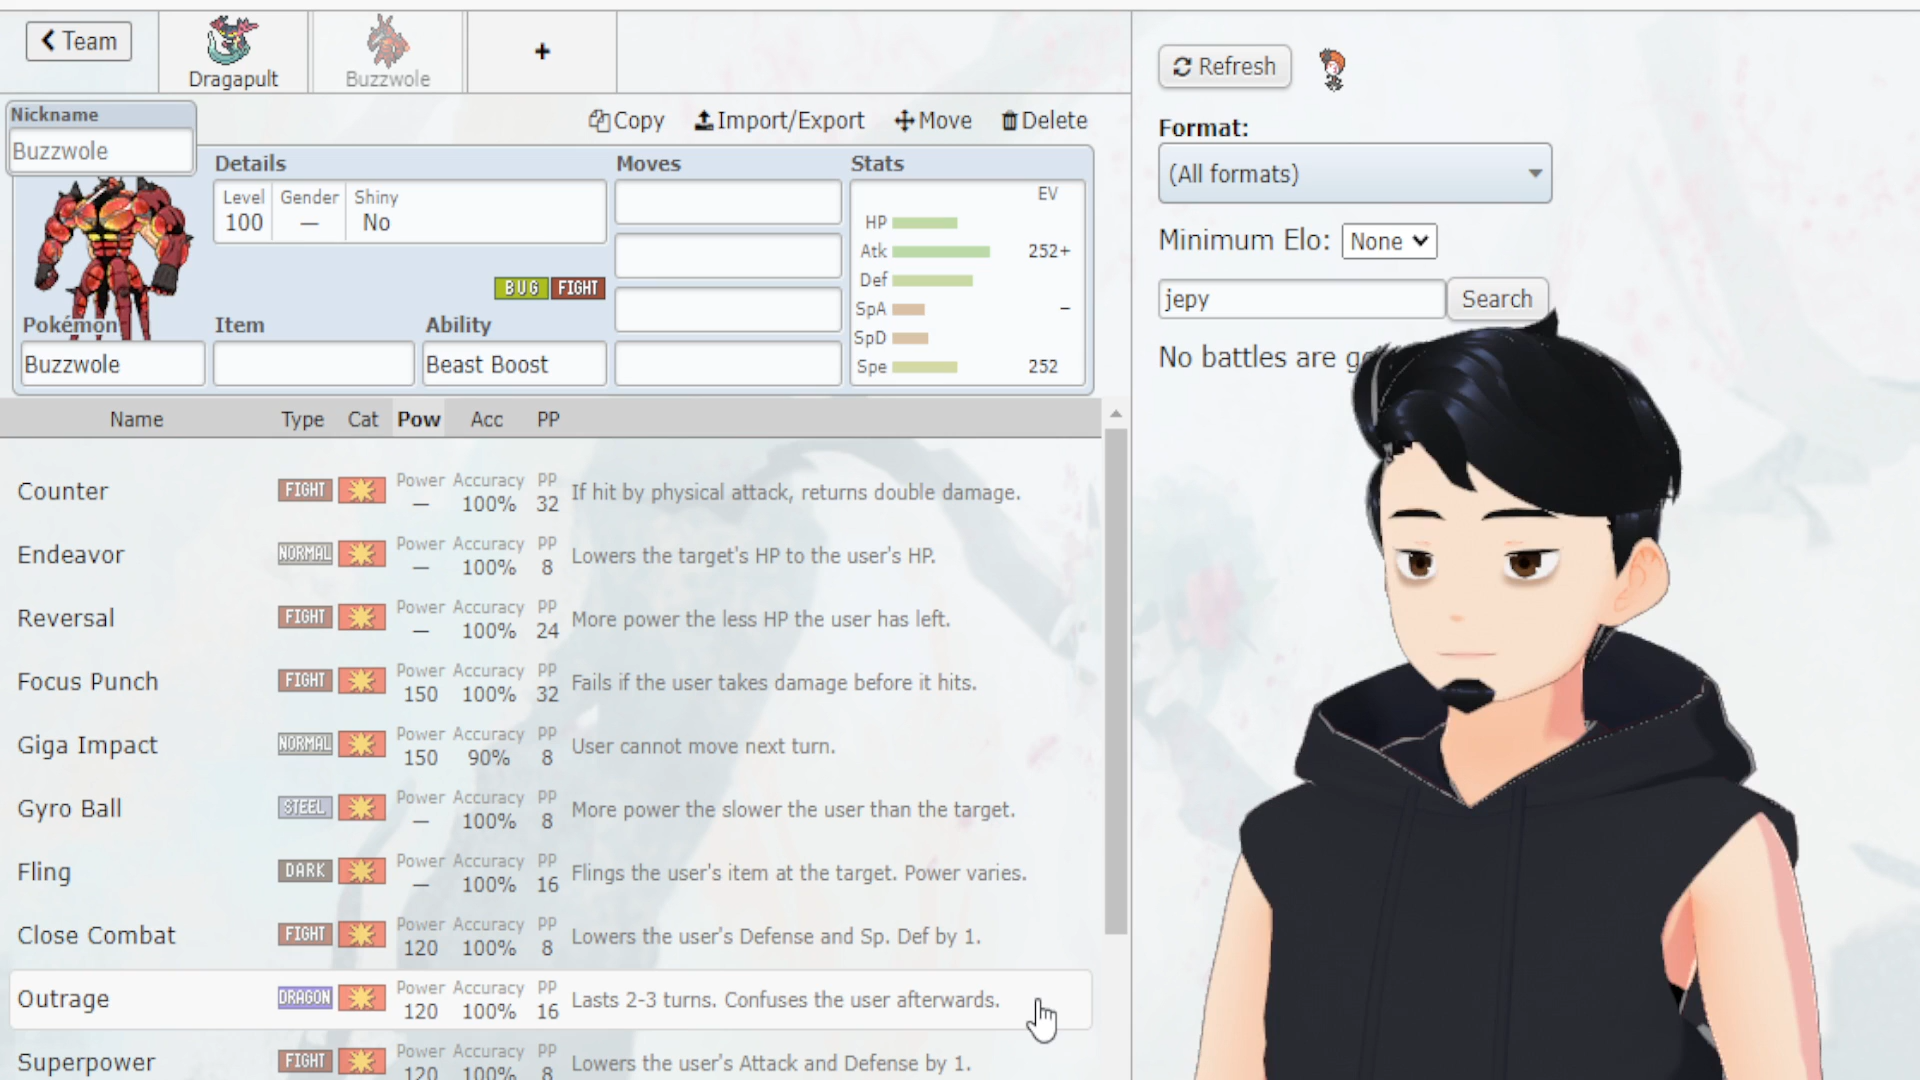 Team
Dragapult
Buzzwole
+
Refresh
Nickname
Buzzwole
Copy
Import/Export
Move
Delete
Format:
(All formats)
Details
Moves
Stats
Level
Gender
Shiny
100
—
No
EV
HP
Atk 252+
Def
SpA –
SpD
Spe 252
Minimum Elo: None
jepy
Search
No battles are go
BUG FIGHT
Pokémon
Item
Ability
Buzzwole
Beast Boost
Name Type Cat Pow Acc PP
Power Accuracy PP
Counter FIGHT — 100% 32 If hit by physical attack, returns double damage.
Power Accuracy PP
Endeavor NORMAL — 100% 8 Lowers the target's HP to the user's HP.
Power Accuracy PP
Reversal FIGHT — 100% 24 More power the less HP the user has left.
Power Accuracy PP
Focus Punch FIGHT 150 100% 32 Fails if the user takes damage before it hits.
Power Accuracy PP
Giga Impact NORMAL 150 90% 8 User cannot move next turn.
Power Accuracy PP
Gyro Ball STEEL — 100% 8 More power the slower the user than the target.
Power Accuracy PP
Fling DARK — 100% 16 Flings the user's item at the target. Power varies.
Power Accuracy PP
Close Combat FIGHT 120 100% 8 Lowers the user's Defense and Sp. Def by 1.
Power Accuracy PP
Outrage DRAGON 120 100% 16 Lasts 2-3 turns. Confuses the user afterwards.
Power Accuracy PP
Superpower FIGHT 120 100% 8 Lowers the user's Attack and Defense by 1.